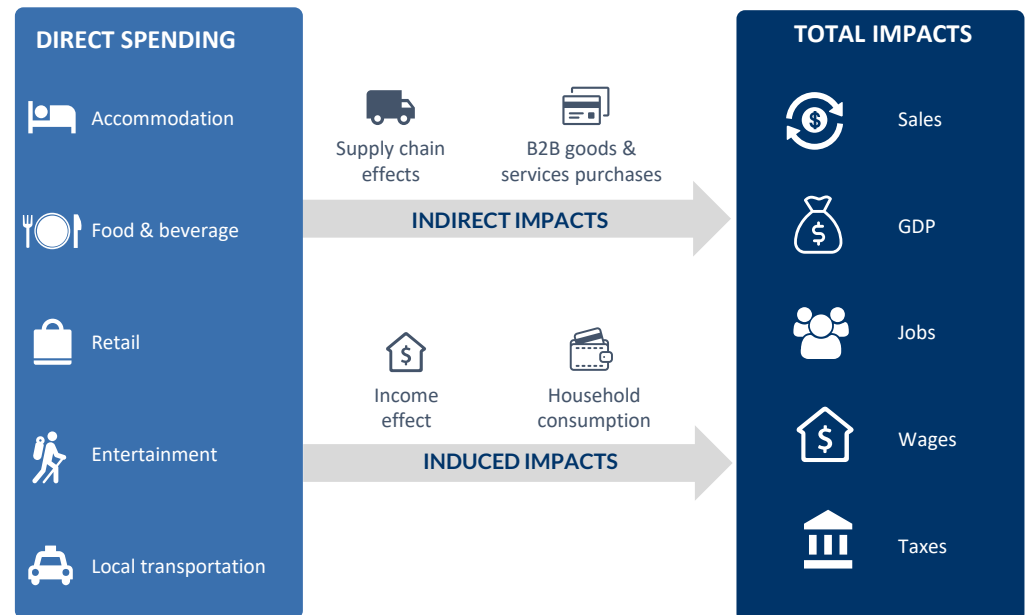 DIRECT SPENDING
Accommodation
Food & beverage
Retail
Entertainment
Local transportation
Supply chain
effects
B2B goods &
services purchases
INDIRECT IMPACTS
Income
effect
Household
consumption
INDUCED IMPACTS
TOTAL IMPACTS
Sales
GDP
Jobs
Wages
Taxes